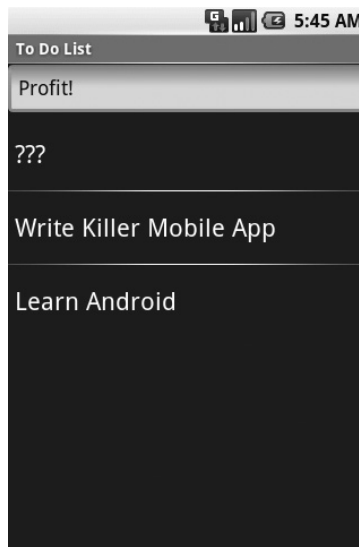 5:45 AM
To Do List
Profit!
???
Write Killer Mobile App
Learn Android